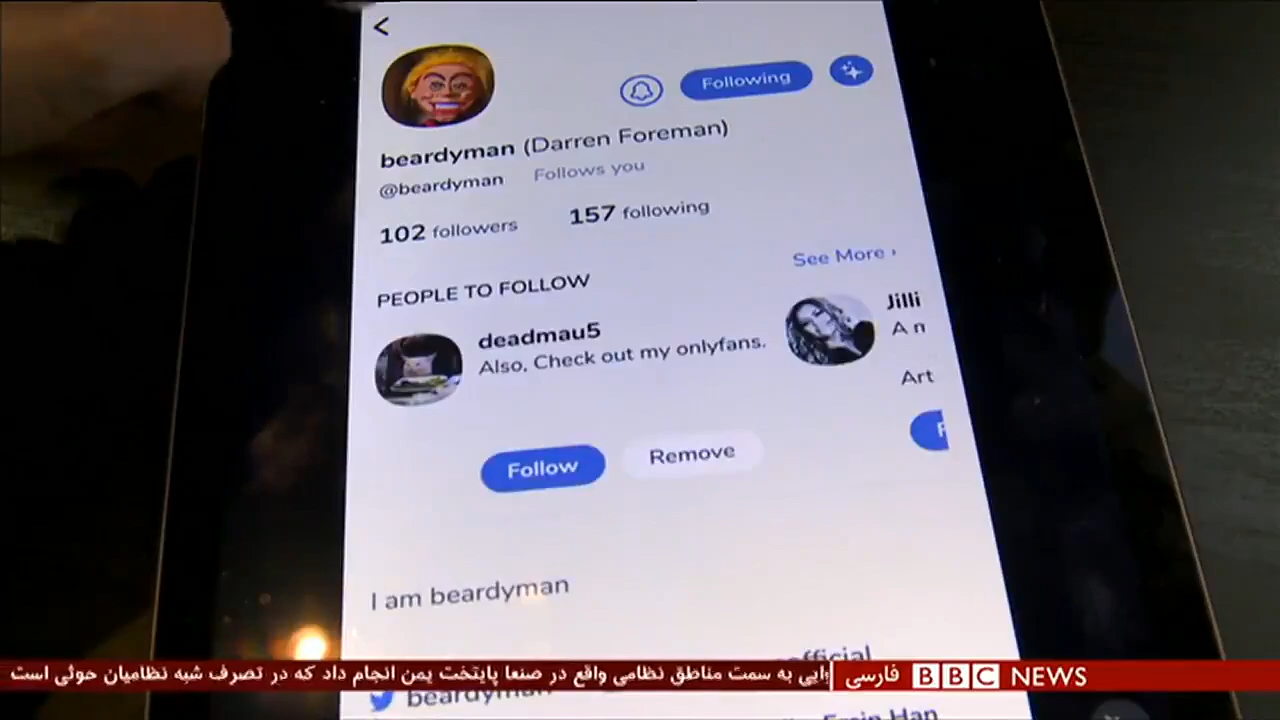 Following
beardyman (Darren Foreman)
@beardyman Follows you
102 followers 157 following
PEOPLE TO FOLLOW
See More ›
deadmau5
Also, Check out my onlyfans.
Jilli
A n
Art
Follow
Remove
I am beardyman
official
beardyman
وایی به سمت مناطق نظامی واقع در صنعا پایتخت یمن انجام داد که در تصرف شبه نظامیان حوثی است
فارسی BBC NEWS